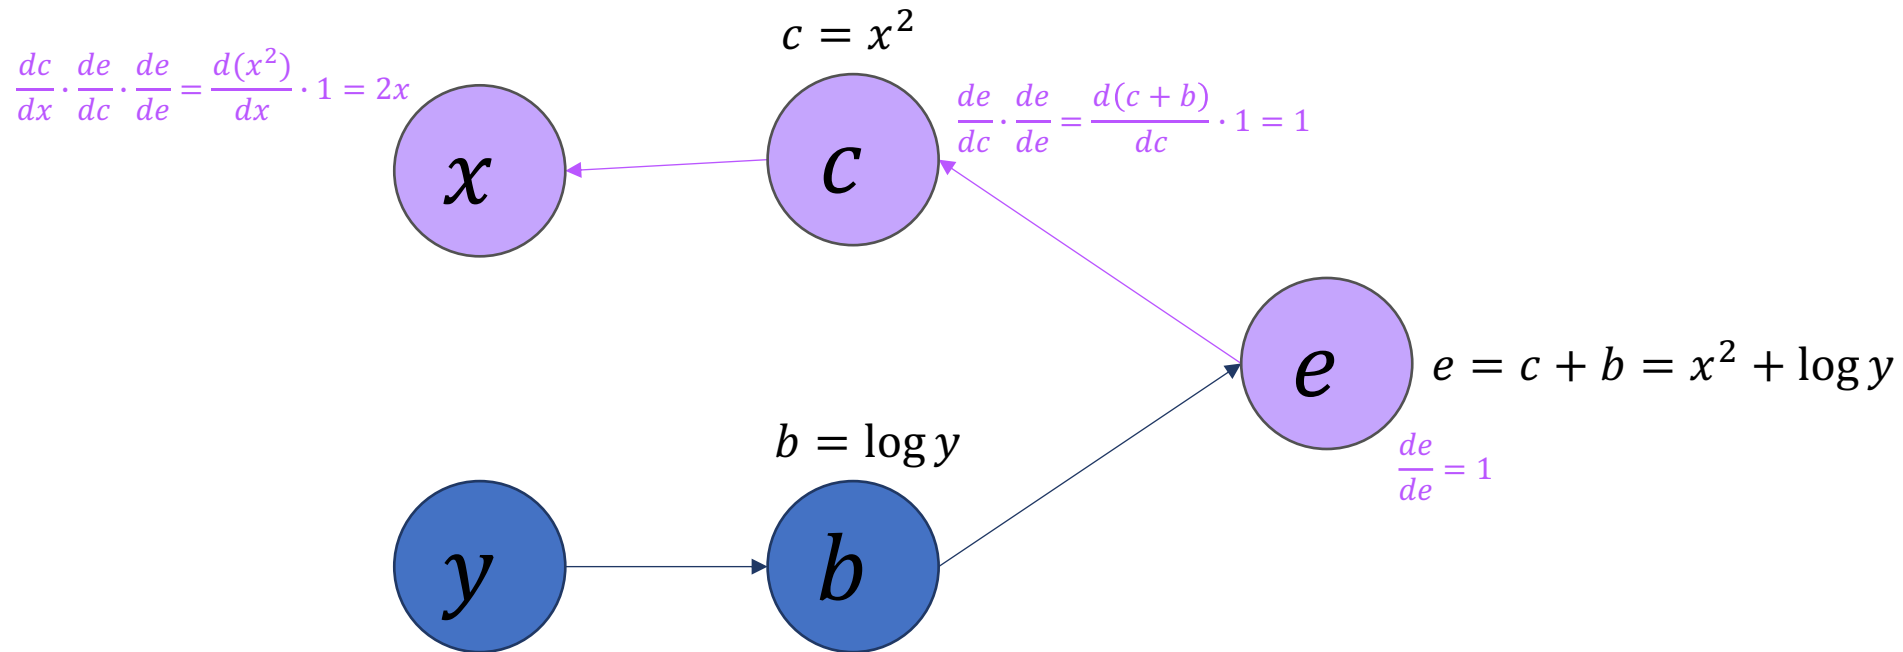 c = x²
dc/dx · de/dc · de/de = d(x²)/dx · 1 = 2x
de/dc · de/de = d(c + b)/dc · 1 = 1
x
c
e
e = c + b = x² + log y
de/de = 1
b = log y
y
b